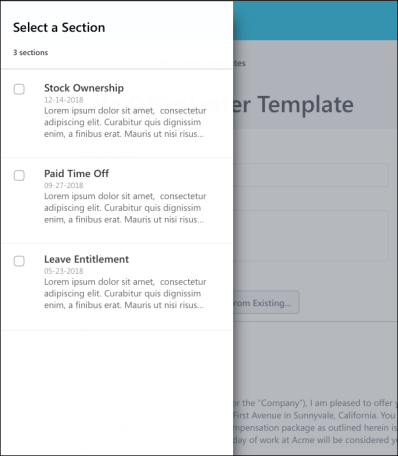 Select a Section
3 sections
Stock Ownership
12-14-2018
Lorem ipsum dolor sit amet, consectetur
adipiscing elit. Curabitur quis dignissim
enim, a finibus erat. Mauris ut nisi risus...
Paid Time Off
09-27-2018
Lorem ipsum dolor sit amet, consectetur
adipiscing elit. Curabitur quis dignissim
enim, a finibus erat. Mauris ut nisi risus...
Leave Entitlement
05-23-2018
Lorem ipsum dolor sit amet, consectetur
adipiscing elit. Curabitur quis dignissim
enim, a finibus erat. Mauris ut nisi risus...
Template
From Existing...
or the "Company"), I am pleased to offer
First Avenue in Sunnyvale, California. You
compensation package as outlined herein is
day of work at Acme will be considered